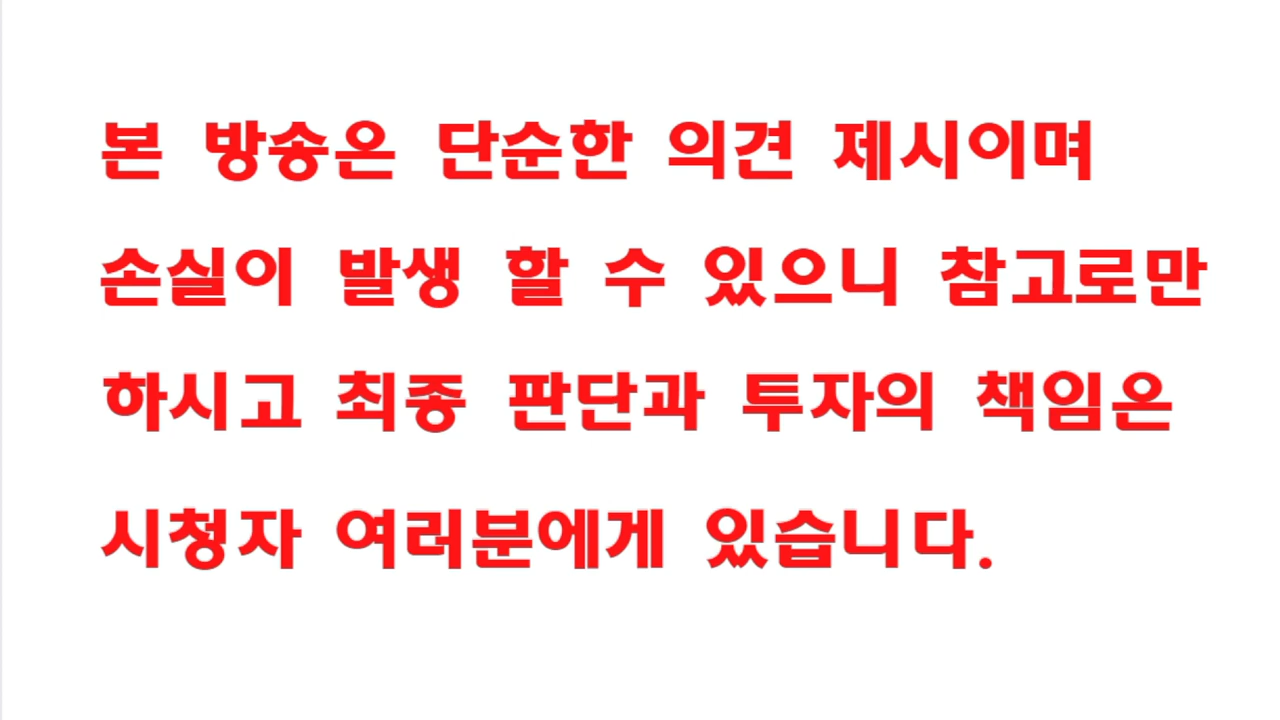 본 방송은 단순한 의견 제시이며
손실이 발생 할 수 있으니 참고로만
하시고 최종 판단과 투자의 책임은
시청자 여러분에게 있습니다.